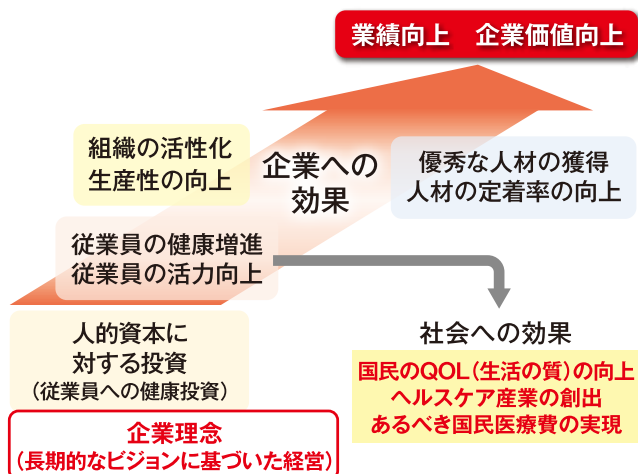 業績向上　企業価値向上
組織の活性化
生産性の向上
企業への
効果
優秀な人材の獲得
人材の定着率の向上
従業員の健康増進
従業員の活力向上
人的資本に
対する投資
（従業員への健康投資）
企業理念
（長期的なビジョンに基づいた経営）
社会への効果
国民のQOL（生活の質）の向上
ヘルスケア産業の創出
あるべき国民医療費の実現